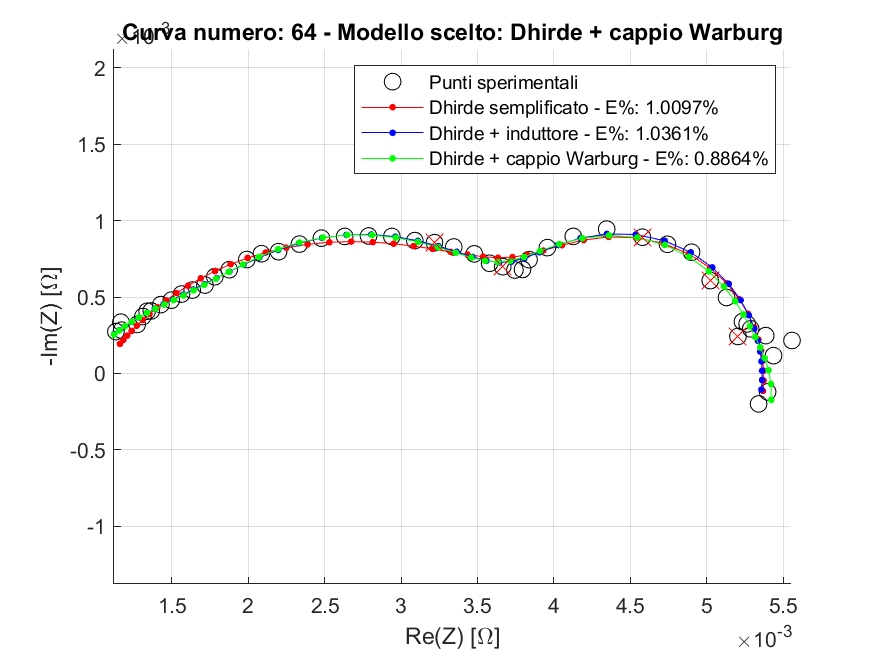 ×10⁻³
Curva numero: 64 - Modello scelto: Dhirde + cappio Warburg
Punti sperimentali
Dhirde semplificato - E%: 1.0097%
Dhirde + induttore - E%: 1.0361%
Dhirde + cappio Warburg - E%: 0.8864%
2
1.5
1
0.5
0
-0.5
-1
-Im(Z) [Ω]
1.5
2
2.5
3
3.5
4
4.5
5
5.5
Re(Z) [Ω]
×10⁻³